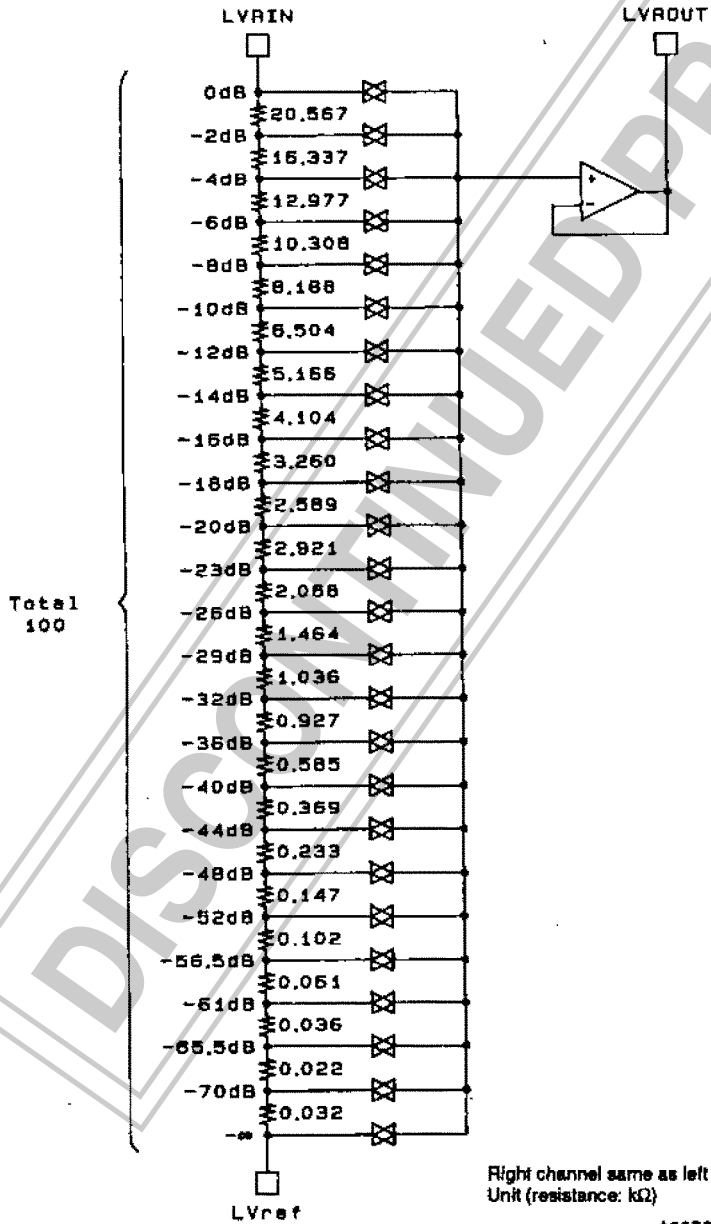 LVRIN
LVROUT
0dB
20.567
-2dB
16.337
-4dB
12.977
-6dB
10.308
-8dB
8.188
-10dB
6.504
-12dB
5.166
-14dB
4.104
-16dB
3.260
-18dB
2.589
-20dB
2.921
-23dB
2.068
-26dB
1.464
-29dB
1.036
-32dB
0.927
-36dB
0.585
-40dB
0.369
-44dB
0.233
-48dB
0.147
-52dB
0.102
-56.5dB
0.061
-61dB
0.036
-65.5dB
0.022
-70dB
0.032
-∞
Total
100
+
-
LVref
Right channel same as left
Unit (resistance: kΩ)
DISCONTINUED